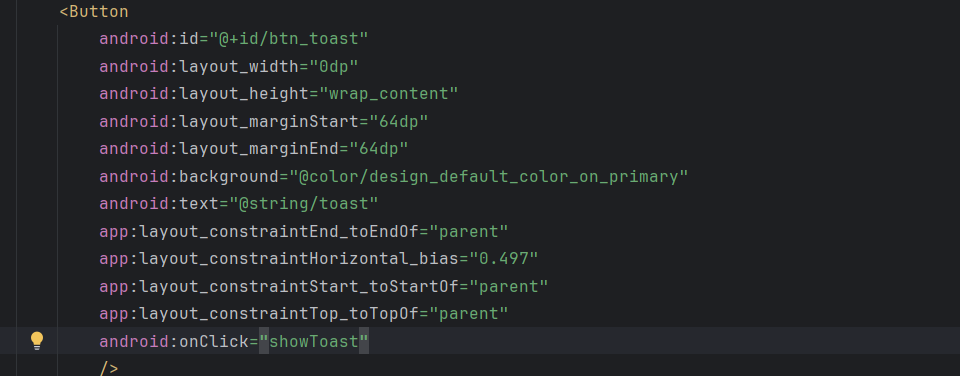 <Button
android:id="@+id/btn_toast"
android:layout_width="0dp"
android:layout_height="wrap_content"
android:layout_marginStart="64dp"
android:layout_marginEnd="64dp"
android:background="@color/design_default_color_on_primary"
android:text="@string/toast"
app:layout_constraintEnd_toEndOf="parent"
app:layout_constraintHorizontal_bias="0.497"
app:layout_constraintStart_toStartOf="parent"
app:layout_constraintTop_toTopOf="parent"
android:onClick="showToast"
/>